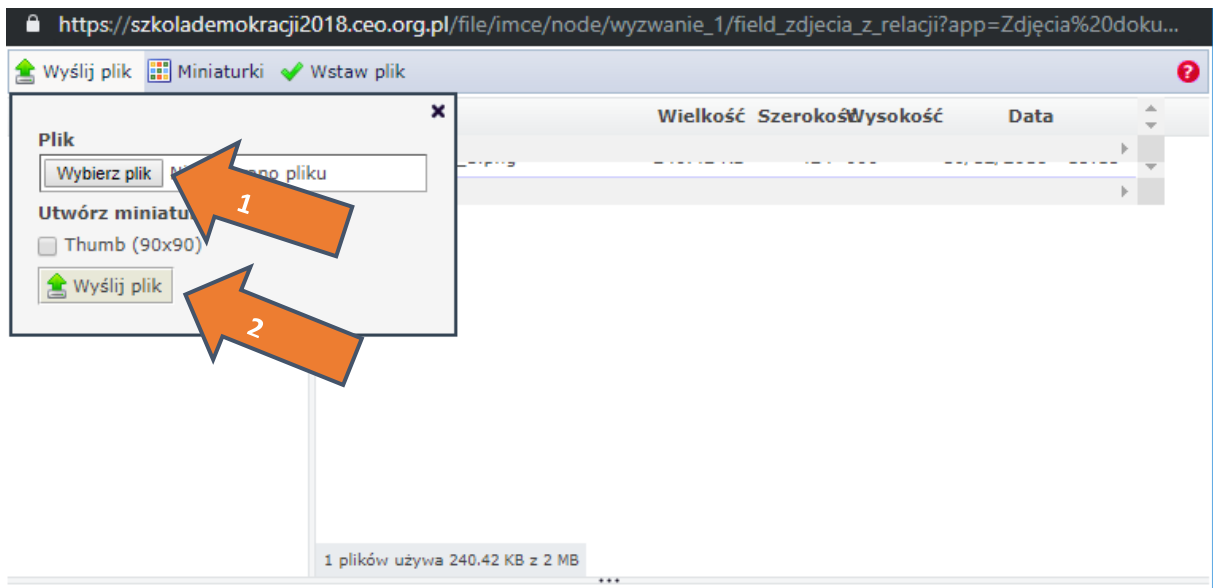 https://szkolademokracji2018.ceo.org.pl/file/imce/node/wyzwanie_1/field_zdjecia_z_relacji?app=Zdjęcia%20doku...
Wyślij plik Miniaturki Wstaw plik
Wielkość Szerokość Wysokość Data
Plik
Wybierz plik pliku
1
Utwórz
Thumb (90x90)
Wyślij plik
2
1 plików używa 240.42 KB z 2 MB